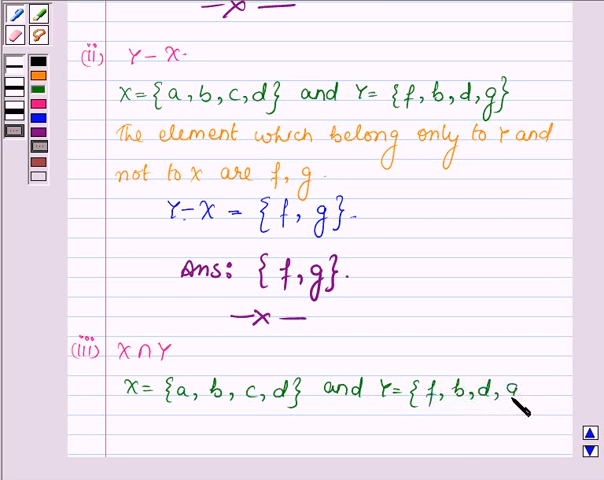 —x—
(ii) Y - X.
X = {a, b, c, d} and Y = {f, b, d, g}
The element which belong only to Y and
not to X are f, g.
Y - X = {f, g}.
Ans: {f, g}.
—x—
(iii) X ∩ Y
X = {a, b, c, d} and Y = {f, b, d, g